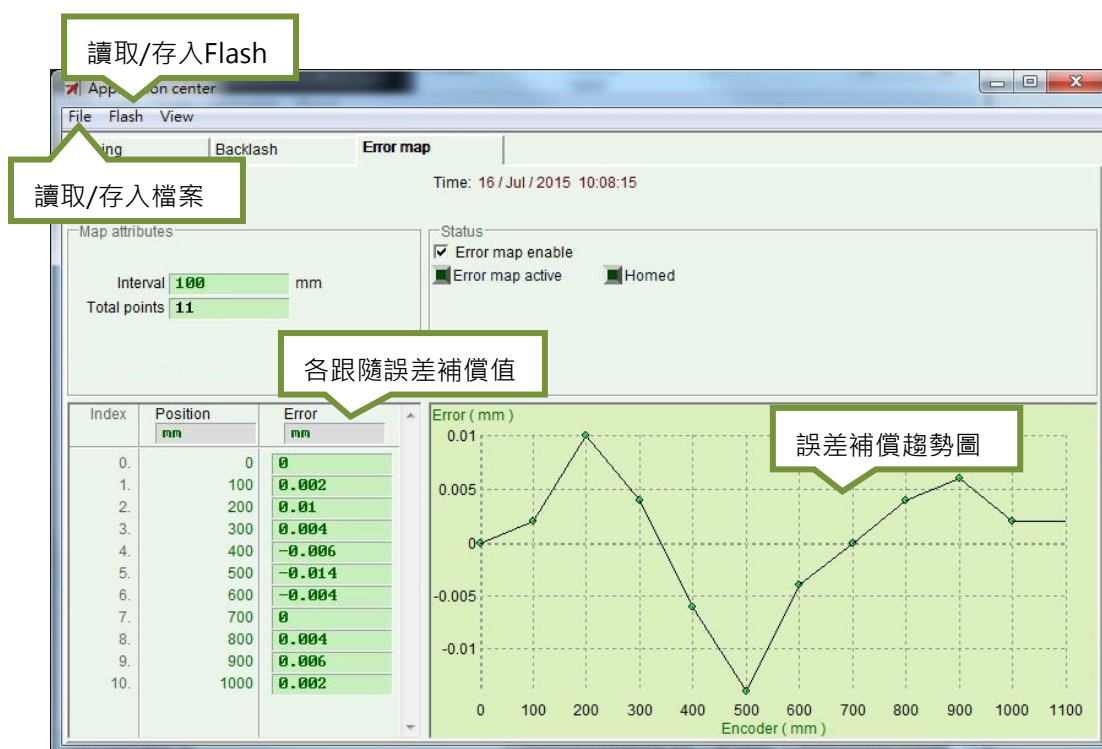 讀取/存入Flash
File Flash View
Backlash Error map
讀取/存入檔案
Time: 16 / Jul / 2015 10:08:15
Map attributes
Interval 100 mm
Total points 11
Status
Error map enable
Error map active Homed
各跟隨誤差補償值
Index Position Error
mm mm
0. 0 0
1. 100 0.002
2. 200 0.01
3. 300 0.004
4. 400 -0.006
5. 500 -0.014
6. 600 -0.004
7. 700 0
8. 800 0.004
9. 900 0.006
10. 1000 0.002
Error ( mm )
誤差補償趨勢圖
0.01
0.005
0
-0.005
-0.01
0 100 200 300 400 500 600 700 800 900 1000 1100
Encoder ( mm )